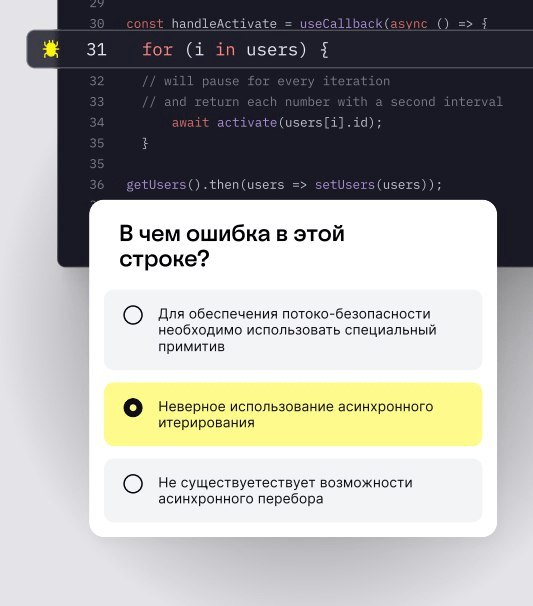 29
30 const handleActivate = useCallback(async () => {
31 for (i in users) {
32 // will pause for every iteration
33 // and return each number with a second interval
34 await activate(users[i].id);
35 }
35
36 getUsers().then(users => setUsers(users));
В чем ошибка в этой
строке?
Для обеспечения потоко-безопасности
необходимо использовать специальный
примитив
Неверное использование асинхронного
итерирования
Не существуетествует возможности
асинхронного перебора